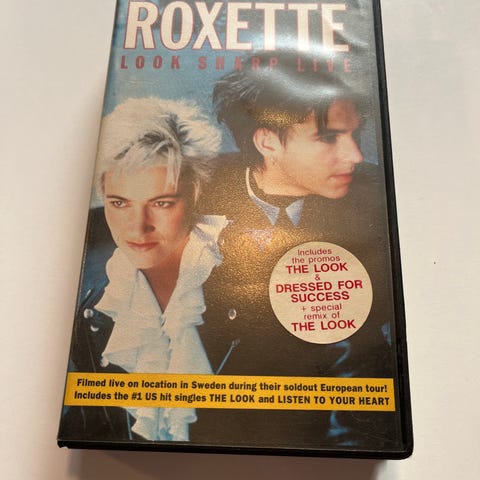 ROXETTE
LOOK SHARP LIVE
includes
the promos
THE LOOK
&
DRESSED FOR
SUCCESS
+ special
remix of
THE LOOK
Filmed live on location in Sweden during their soldout European tour!
Includes the #1 US hit singles THE LOOK and LISTEN TO YOUR HEART